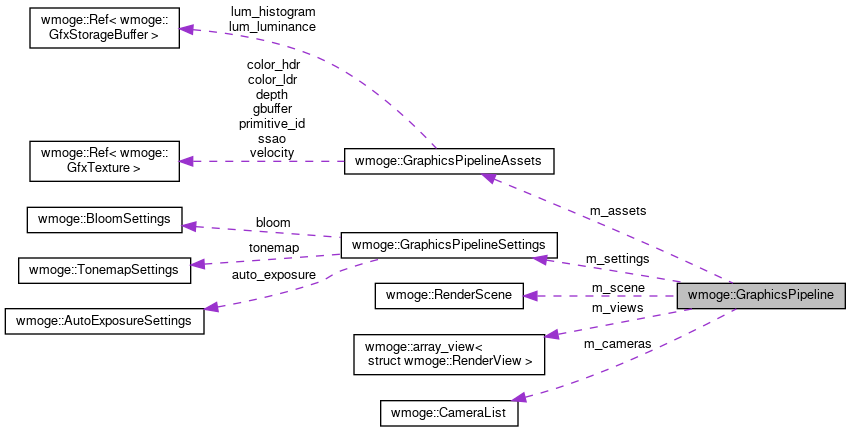 wmoge::Ref< wmoge::
GfxStorageBuffer >
lum_histogram
lum_luminance
color_hdr
color_ldr
depth
gbuffer
primitive_id
ssao
velocity
wmoge::Ref< wmoge::
GfxTexture >
wmoge::GraphicsPipelineAssets
m_assets
wmoge::BloomSettings
bloom
wmoge::GraphicsPipelineSettings
tonemap
wmoge::TonemapSettings
auto_exposure
wmoge::AutoExposureSettings
m_settings
wmoge::RenderScene
m_scene
wmoge::GraphicsPipeline
m_views
wmoge::array_view<
struct wmoge::RenderView >
m_cameras
wmoge::CameraList